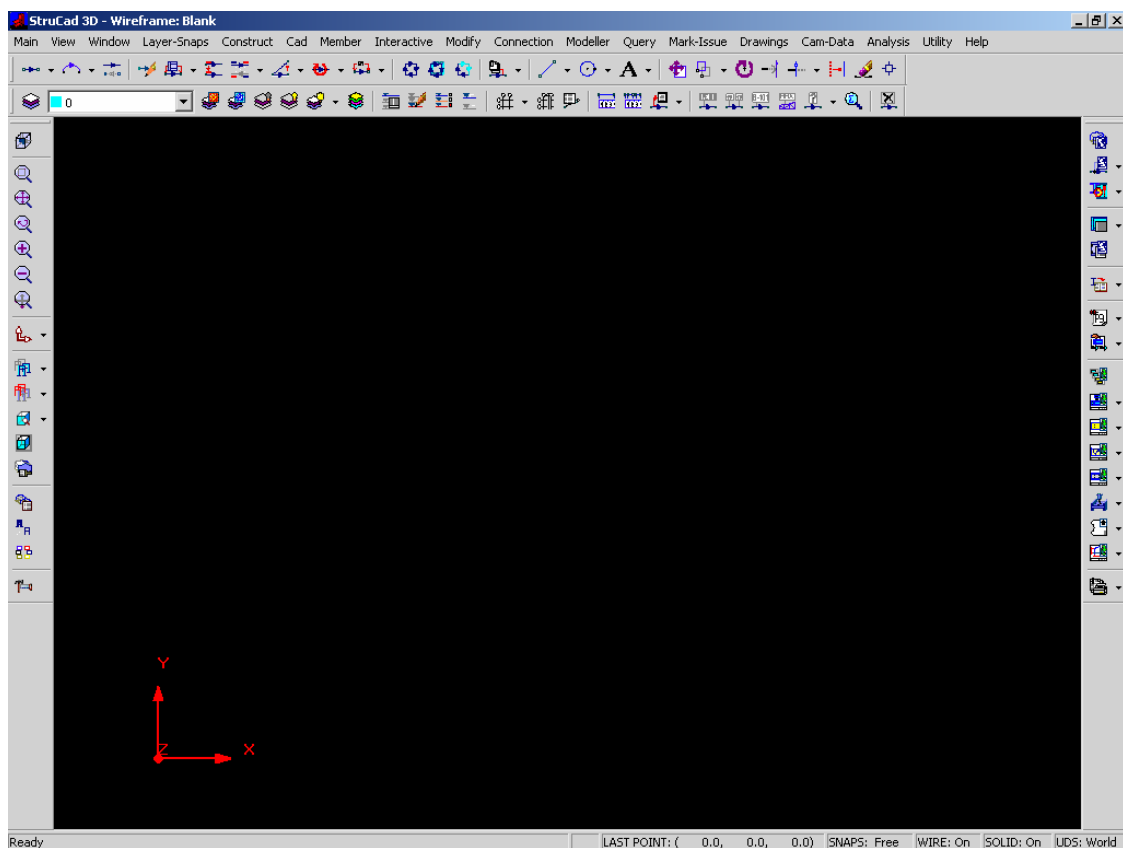 StruCad 3D - Wireframe: Blank
Main View Window Layer-Snaps Construct Cad Member Interactive Modify Connection Modeller Query Mark-Issue Drawings Cam-Data Analysis Utility Help
A
0
Y
Z X
Ready LAST POINT: ( 0.0, 0.0, 0.0) SNAPS: Free WIRE: On SOLID: On UDS: World